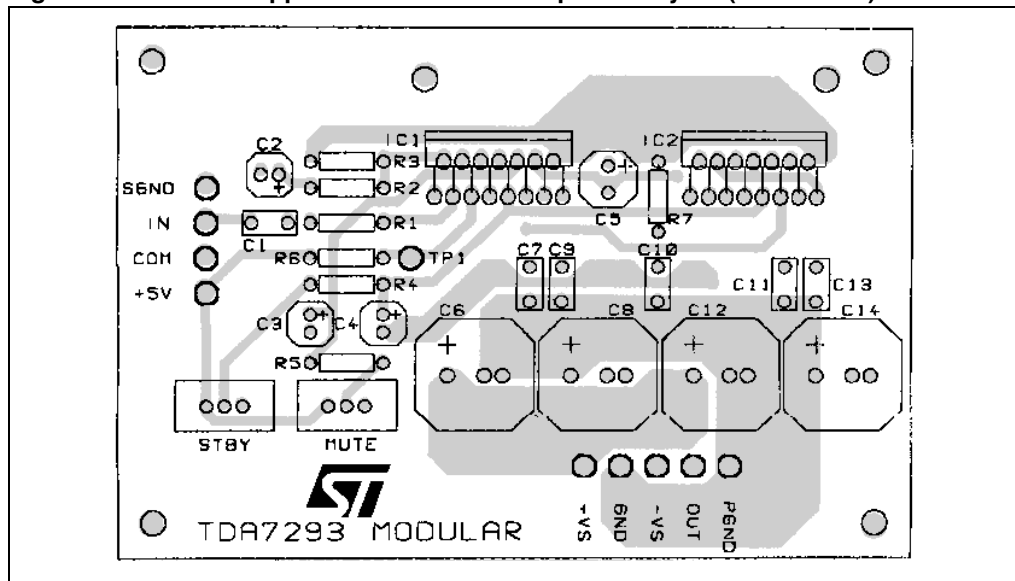 IC1
IC2
C2
R3
R2
SGND
IN
C1
R1
C5
R7
COM
R6
TP1
C7
C9
C10
+5V
R4
C11
C13
C3
C4
C6
C8
C12
C14
R5
STBY
MUTE
ST
TDA7293 MODULAR
+VS
GND
-VS
OUT
PGND